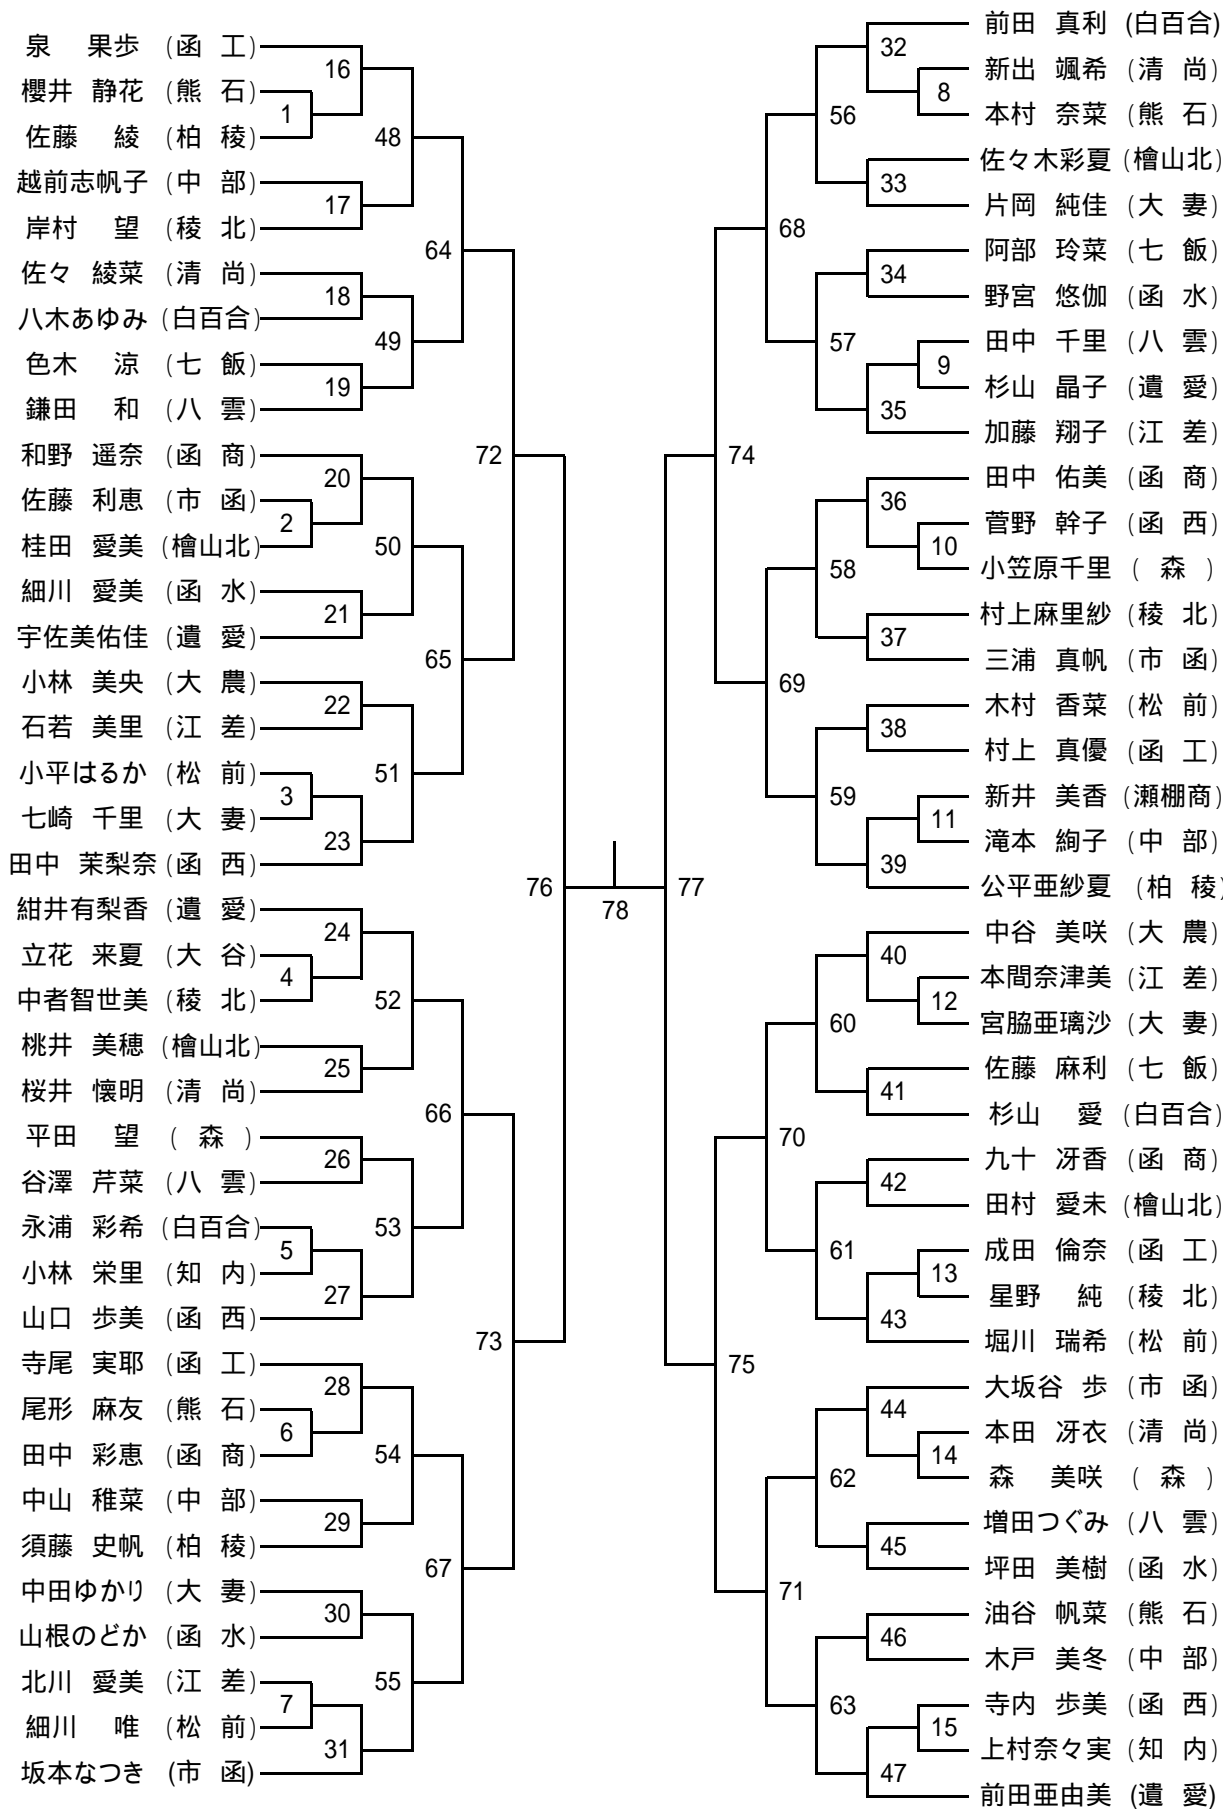 泉 果歩 (函 工)
櫻井 静花 (熊 石)
佐藤 綾 (柏 稜)
越前志帆子 (中 部)
岸村 望 (稜 北)
佐々 綾菜 (清 尚)
八木あゆみ (白百合)
色木 涼 (七 飯)
鎌田 和 (八 雲)
和野 遥奈 (函 商)
佐藤 利恵 (市 函)
桂田 愛美 (檜山北)
細川 愛美 (函 水)
宇佐美佑佳 (遺 愛)
小林 美央 (大 農)
石若 美里 (江 差)
小平はるか (松 前)
七崎 千里 (大 妻)
田中 茉梨奈 (函 西)
紺井有梨香 (遺 愛)
立花 来夏 (大 谷)
中者智世美 (稜 北)
桃井 美穂 (檜山北)
桜井 懐明 (清 尚)
平田 望 ( 森 )
谷澤 芹菜 (八 雲)
永浦 彩希 (白百合)
小林 栄里 (知 内)
山口 歩美 (函 西)
寺尾 実耶 (函 工)
尾形 麻友 (熊 石)
田中 彩恵 (函 商)
中山 稚菜 (中 部)
須藤 史帆 (柏 稜)
中田ゆかり (大 妻)
山根のどか (函 水)
北川 愛美 (江 差)
細川 唯 (松 前)
坂本なつき (市 函)
1
2
3
4
5
6
7
16
17
18
19
20
21
22
23
24
25
26
27
28
29
30
31
48
49
50
51
52
53
54
55
64
65
66
67
72
73
76
78
77
74
75
68
69
70
71
56
57
58
59
60
61
62
63
32
33
34
35
36
37
38
39
40
41
42
43
44
45
46
47
8
9
10
11
12
13
14
15
前田 真利 (白百合)
新出 颯希 (清 尚)
本村 奈菜 (熊 石)
佐々木彩夏 (檜山北)
片岡 純佳 (大 妻)
阿部 玲菜 (七 飯)
野宮 悠伽 (函 水)
田中 千里 (八 雲)
杉山 晶子 (遺 愛)
加藤 翔子 (江 差)
田中 佑美 (函 商)
菅野 幹子 (函 西)
小笠原千里 ( 森 )
村上麻里紗 (稜 北)
三浦 真帆 (市 函)
木村 香菜 (松 前)
村上 真優 (函 工)
新井 美香 (瀬棚商)
滝本 絢子 (中 部)
公平亜紗夏 (柏 稜)
中谷 美咲 (大 農)
本間奈津美 (江 差)
宮脇亜璃沙 (大 妻)
佐藤 麻利 (七 飯)
杉山 愛 (白百合)
九十 冴香 (函 商)
田村 愛未 (檜山北)
成田 倫奈 (函 工)
星野 純 (稜 北)
堀川 瑞希 (松 前)
大坂谷 歩 (市 函)
本田 冴衣 (清 尚)
森 美咲 ( 森 )
増田つぐみ (八 雲)
坪田 美樹 (函 水)
油谷 帆菜 (熊 石)
木戸 美冬 (中 部)
寺内 歩美 (函 西)
上村奈々実 (知 内)
前田亜由美 (遺 愛)